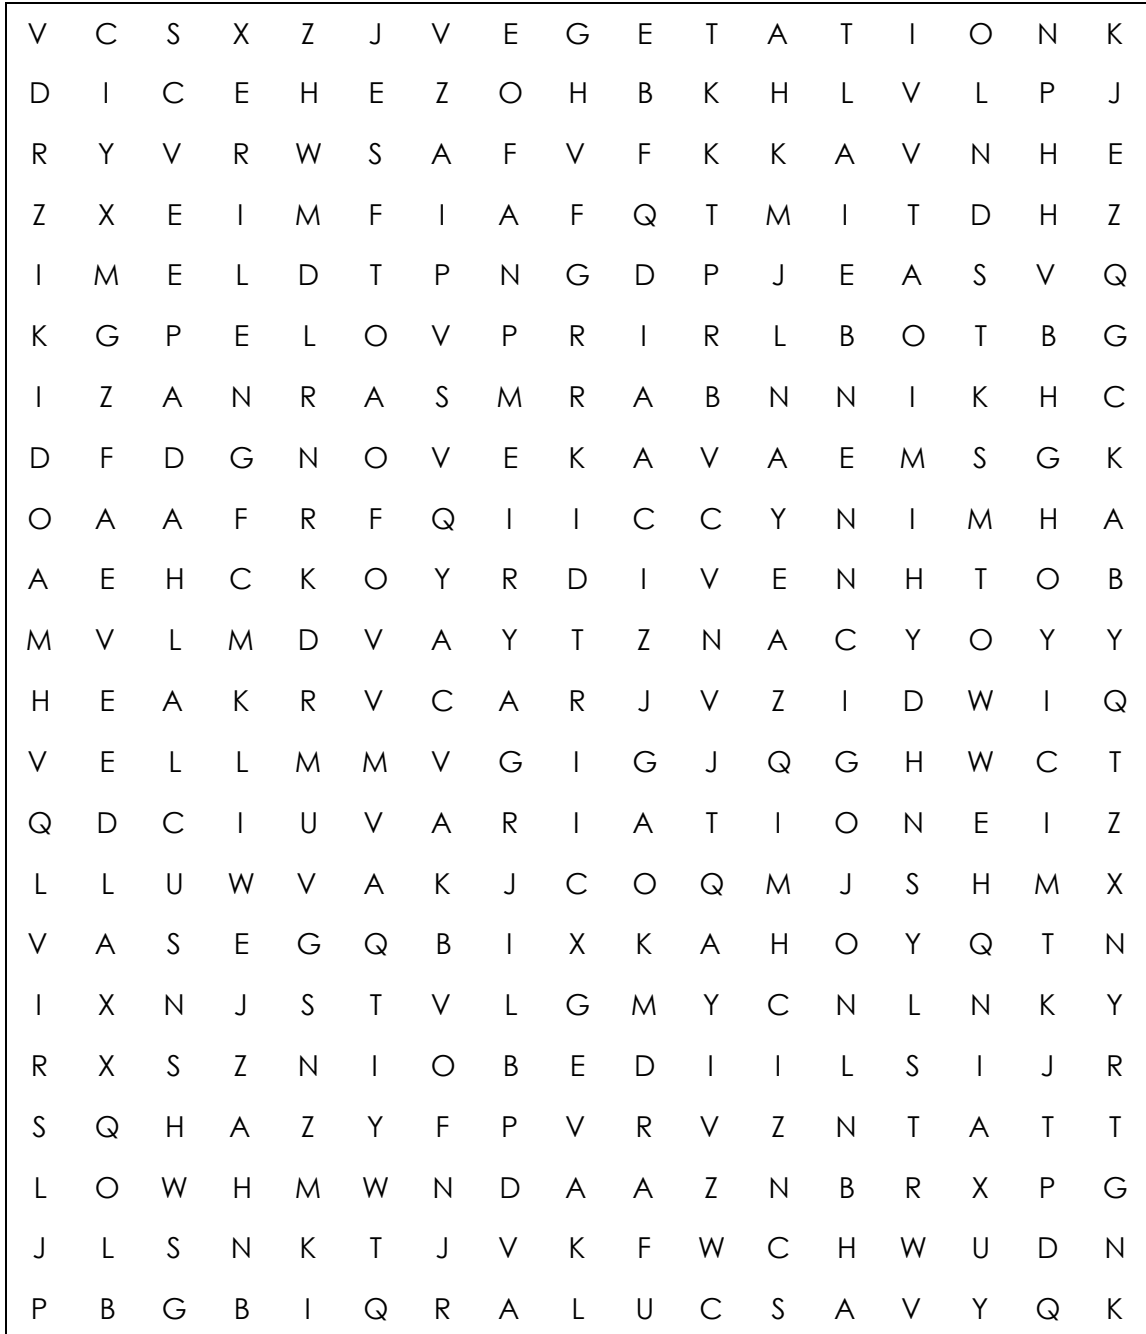 V C S X Z J V E G E T A T I O N K
D I C E H E Z O H B K H L V L P J
R Y V R W S A F V F K K A V N H E
Z X E I M F I A F Q T M I T D H Z
I M E L D T P N G D P J E A S V Q
K G P E L O V P R I R L B O T B G
I Z A N R A S M R A B N N I K H C
D F D G N O V E K A V A E M S G K
O A A F R F Q I I C C Y N I M H A
A E H C K O Y R D I V E N H T O B
M V L M D V A Y T Z N A C Y O Y Y
H E A K R V C A R J V Z I D W I Q
V E L L M M V G I G J Q G H W C T
Q D C I U V A R I A T I O N E I Z
L L U W V A K J C O Q M J S H M X
V A S E G Q B I X K A H O Y Q T N
I X N J S T V L G M Y C N L N K Y
R X S Z N I O B E D I I L S I J R
S Q H A Z Y F P V R V Z N T A T T
L O W H M W N D A A Z N B R X P G
J L S N K T J V K F W C H W U D N
P B G B I Q R A L U C S A V Y Q K